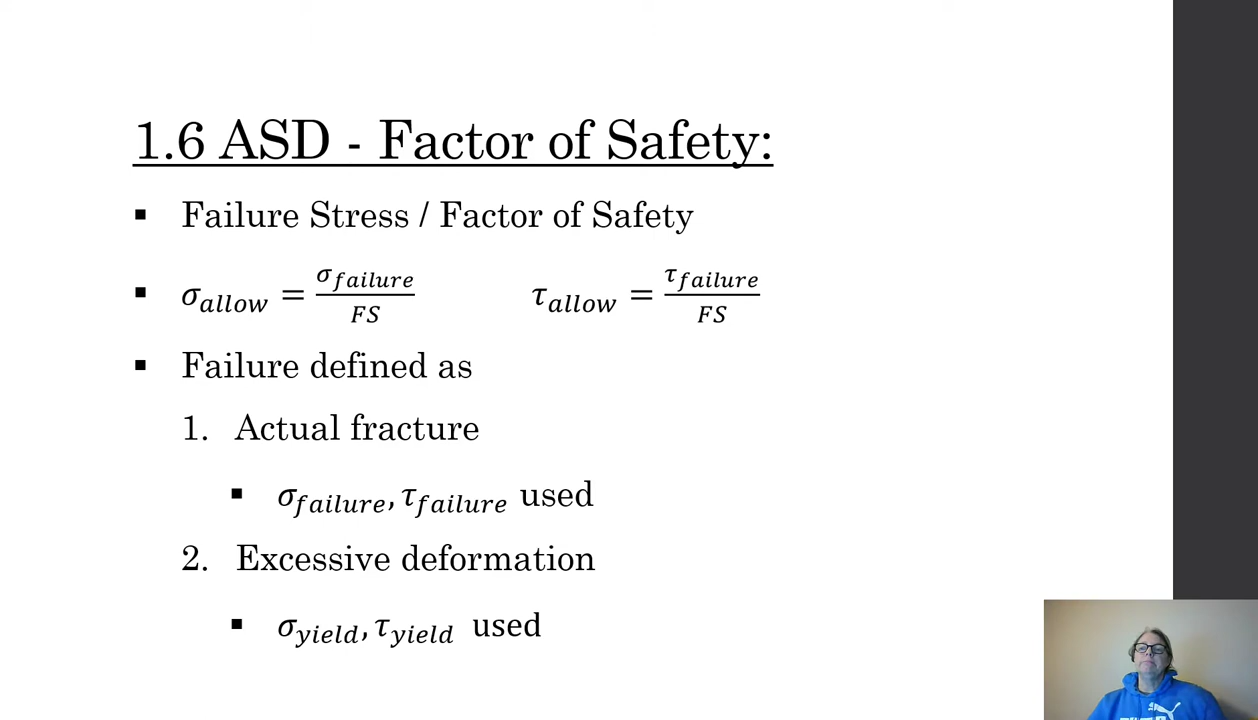 1.6 ASD - Factor of Safety:
▪ Failure Stress / Factor of Safety
▪ σ_allow = σ_failure / FS    τ_allow = τ_failure / FS
▪ Failure defined as
1. Actual fracture
▪ σ_failure, τ_failure used
2. Excessive deformation
▪ σ_yield, τ_yield used